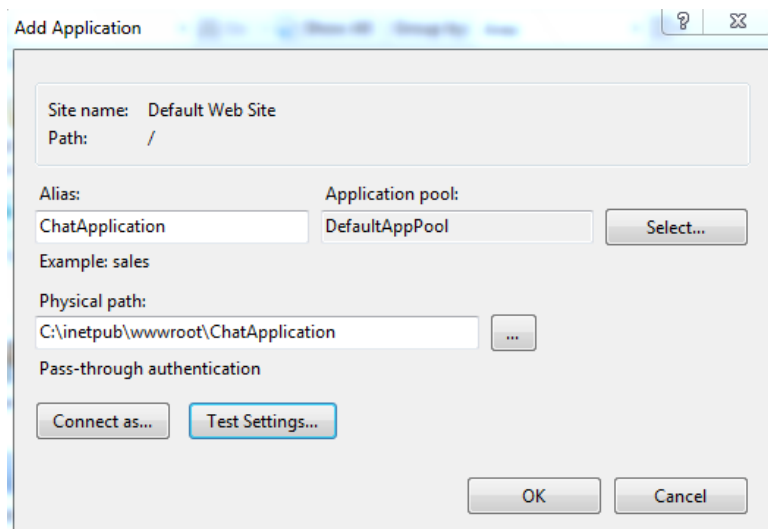 Add Application
Site name: Default Web Site
Path: /
Alias: Application pool:
ChatApplication DefaultAppPool Select...
Example: sales
Physical path:
C:\inetpub\wwwroot\ChatApplication ...
Pass-through authentication
Connect as... Test Settings...
OK Cancel